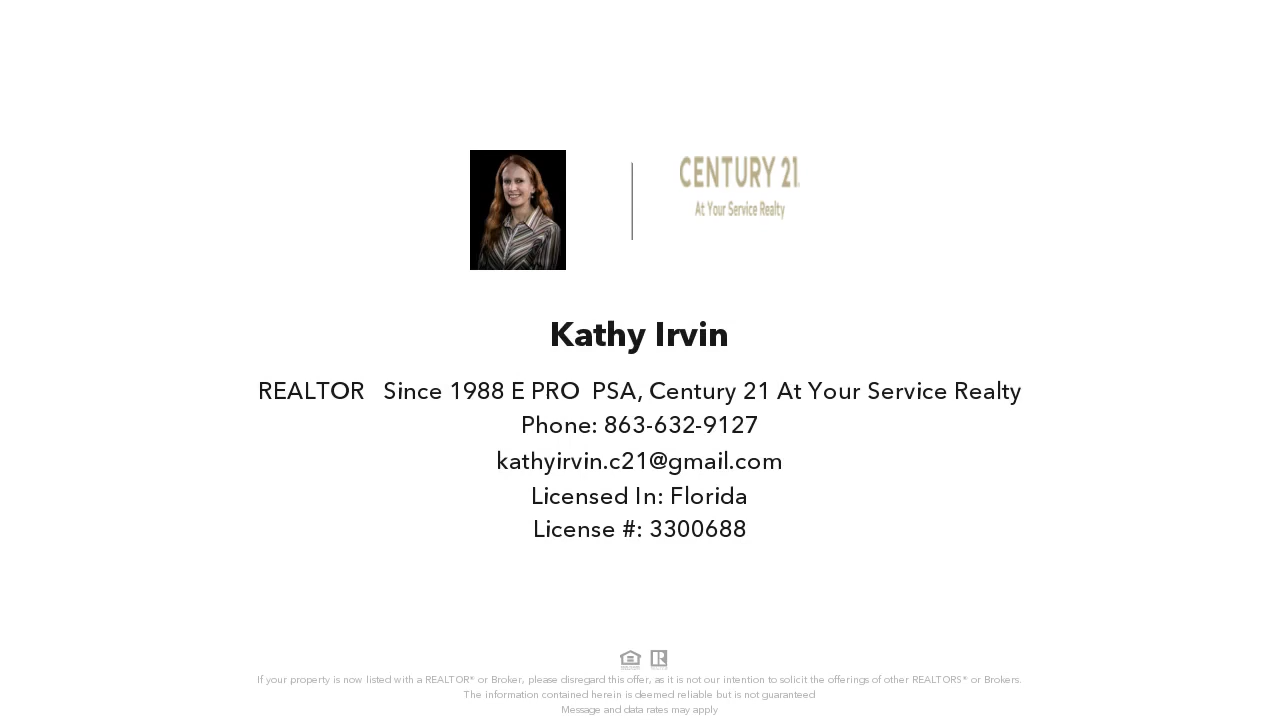 CENTURY 21
At Your Service Realty
Kathy Irvin
REALTOR   Since 1988 E PRO  PSA, Century 21 At Your Service Realty
Phone: 863-632-9127
kathyirvin.c21@gmail.com
Licensed In: Florida
License #: 3300688
If your property is now listed with a REALTOR® or Broker, please disregard this offer, as it is not our intention to solicit the offerings of other REALTORS® or Brokers.
The information contained herein is deemed reliable but is not guaranteed
Message and data rates may apply